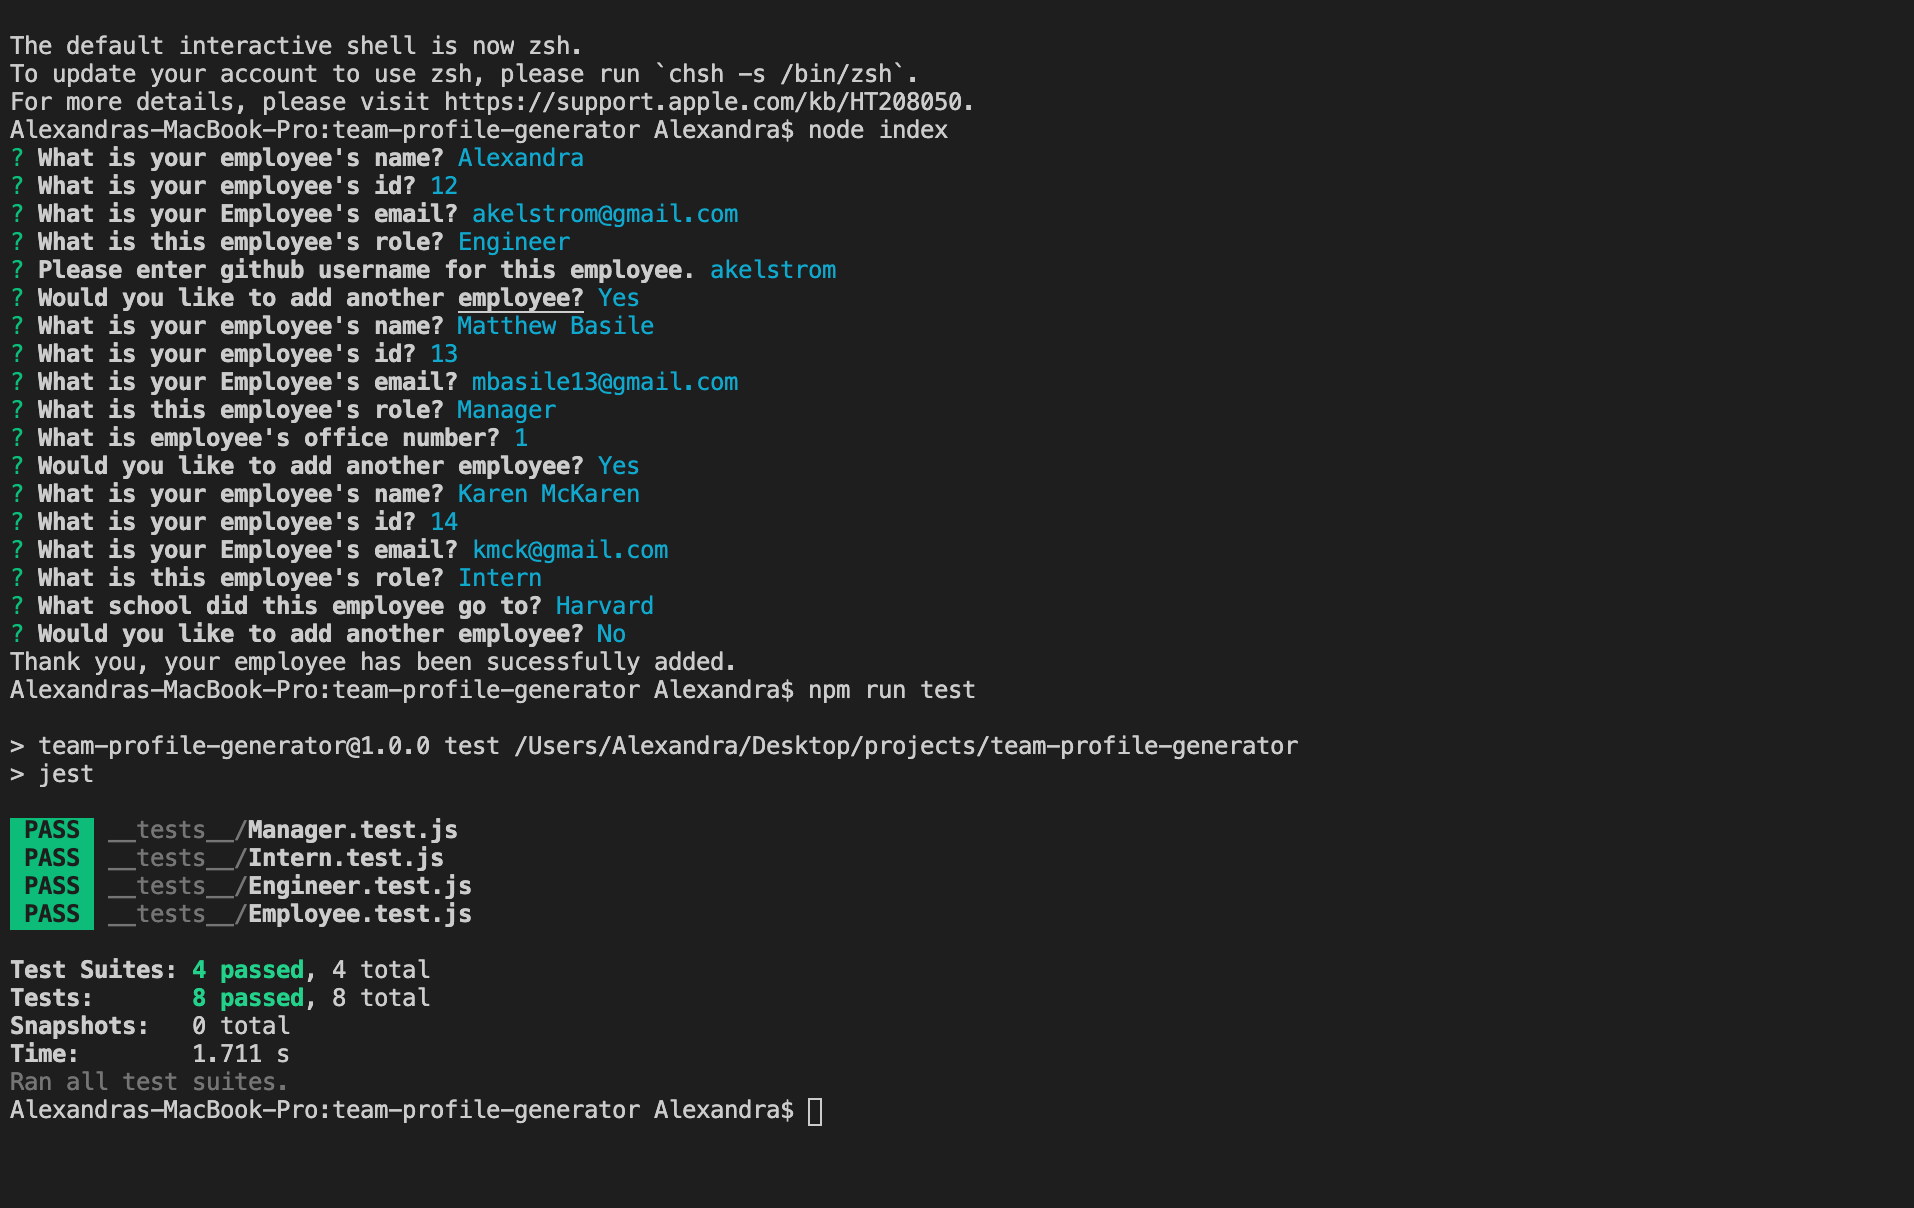 The default interactive shell is now zsh.
To update your account to use zsh, please run `chsh -s /bin/zsh`.
For more details, please visit https://support.apple.com/kb/HT208050.
Alexandras-MacBook-Pro:team-profile-generator Alexandra$ node index
? What is your employee's name? Alexandra
? What is your employee's id? 12
? What is your Employee's email? akelstrom@gmail.com
? What is this employee's role? Engineer
? Please enter github username for this employee. akelstrom
? Would you like to add another employee? Yes
? What is your employee's name? Matthew Basile
? What is your employee's id? 13
? What is your Employee's email? mbasile13@gmail.com
? What is this employee's role? Manager
? What is employee's office number? 1
? Would you like to add another employee? Yes
? What is your employee's name? Karen McKaren
? What is your employee's id? 14
? What is your Employee's email? kmck@gmail.com
? What is this employee's role? Intern
? What school did this employee go to? Harvard
? Would you like to add another employee? No
Thank you, your employee has been sucessfully added.
Alexandras-MacBook-Pro:team-profile-generator Alexandra$ npm run test
> team-profile-generator@1.0.0 test /Users/Alexandra/Desktop/projects/team-profile-generator
> jest
PASS __tests__/Manager.test.js
PASS __tests__/Intern.test.js
PASS __tests__/Engineer.test.js
PASS __tests__/Employee.test.js
Test Suites: 4 passed, 4 total
Tests: 8 passed, 8 total
Snapshots: 0 total
Time: 1.711 s
Ran all test suites.
Alexandras-MacBook-Pro:team-profile-generator Alexandra$